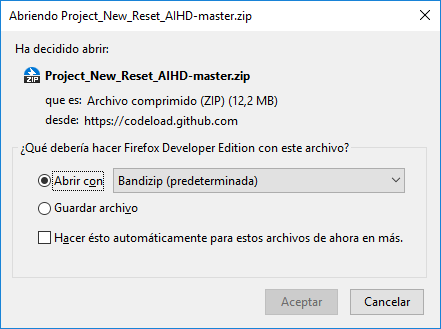 Abriendo Project_New_Reset_AIHD-master.zip
Ha decidido abrir:
ZIP
Project_New_Reset_AIHD-master.zip
que es: Archivo comprimido (ZIP) (12,2 MB)
desde: https://codeload.github.com
¿Qué debería hacer Firefox Developer Edition con este archivo?
Abrir con Bandizip (predeterminada)
Guardar archivo
Hacer ésto automáticamente para estos archivos de ahora en más.
Aceptar Cancelar